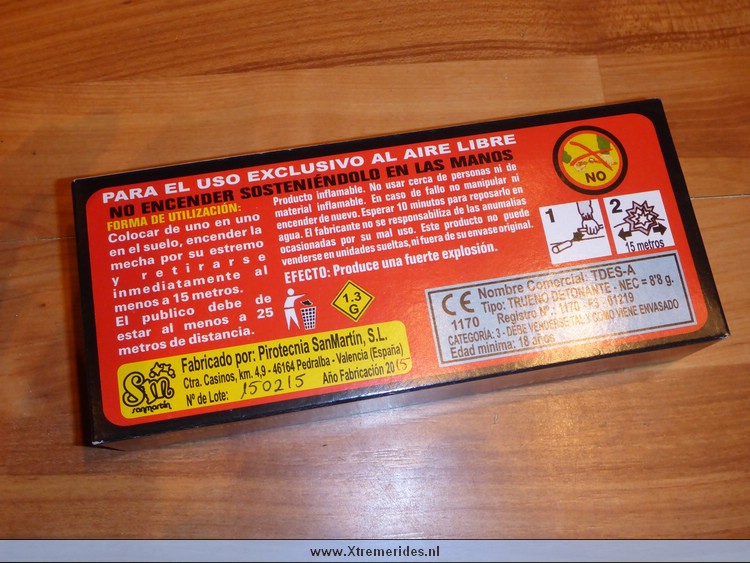 PARA EL USO EXCLUSIVO AL AIRE LIBRE
NO ENCENDER SOSTENIÉNDOLO EN LAS MANOS
FORMA DE UTILIZACIÓN:
Colocar de uno en uno
en el suelo, encender la
mecha por su extremo
y retirarse
inmediatamente al
menos a 15 metros.
El publico debe de
estar al menos a 25
metros de distancia.
Producto inflamable. No usar cerca de personas ni de
material inflamable. En caso de fallo no manipular ni
encender de nuevo. Esperar 10 minutos para reposarlo en
agua. El fabricante no se responsabiliza de las anumalías
ocasionadas por su mal uso. Este producto no puede
venderse en unidades sueltas, ni fuera de su envase original.
EFECTO: Produce una fuerte explosión.
NO
1
2
15 metros
1.3
G
CE
1170
Nombre Comercial: TDES-A
Tipo: TRUENO DETONANTE - NEC = 8'8 g.
Registro Nº: 1170 - F3 - 01219
CATEGORÍA: 3 - DEBE VENDERSE TAL Y COMO VIENE ENVASADO
Edad mínima: 18 años
Sm
sanmartín
Fabricado por: Pirotecnia SanMartín, S.L.
Ctra. Casinos, km. 4,9 - 46164 Pedralba - Valencia (España)
Nº de Lote: 150215 Año Fabricación 2015
www.Xtremerides.nl